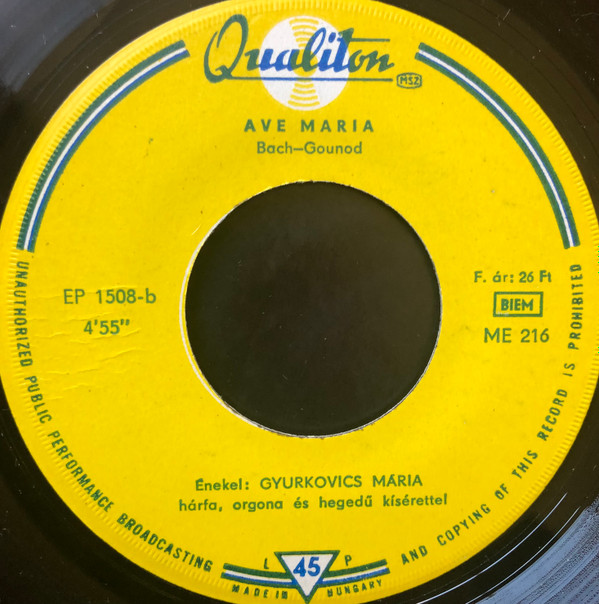 Qualiton
MSZ
AVE MARIA
Bach–Gounod
EP 1508-b
4'55"
F. ár: 26 Ft
BIEM
ME 216
Énekel: GYURKOVICS MÁRIA
hárfa, orgona és hegedű kísérettel
UNAUTHORIZED PUBLIC PERFORMANCE BROADCASTING AND COPYING OF THIS RECORD IS PROHIBITED
L 45 P
MADE IN HUNGARY